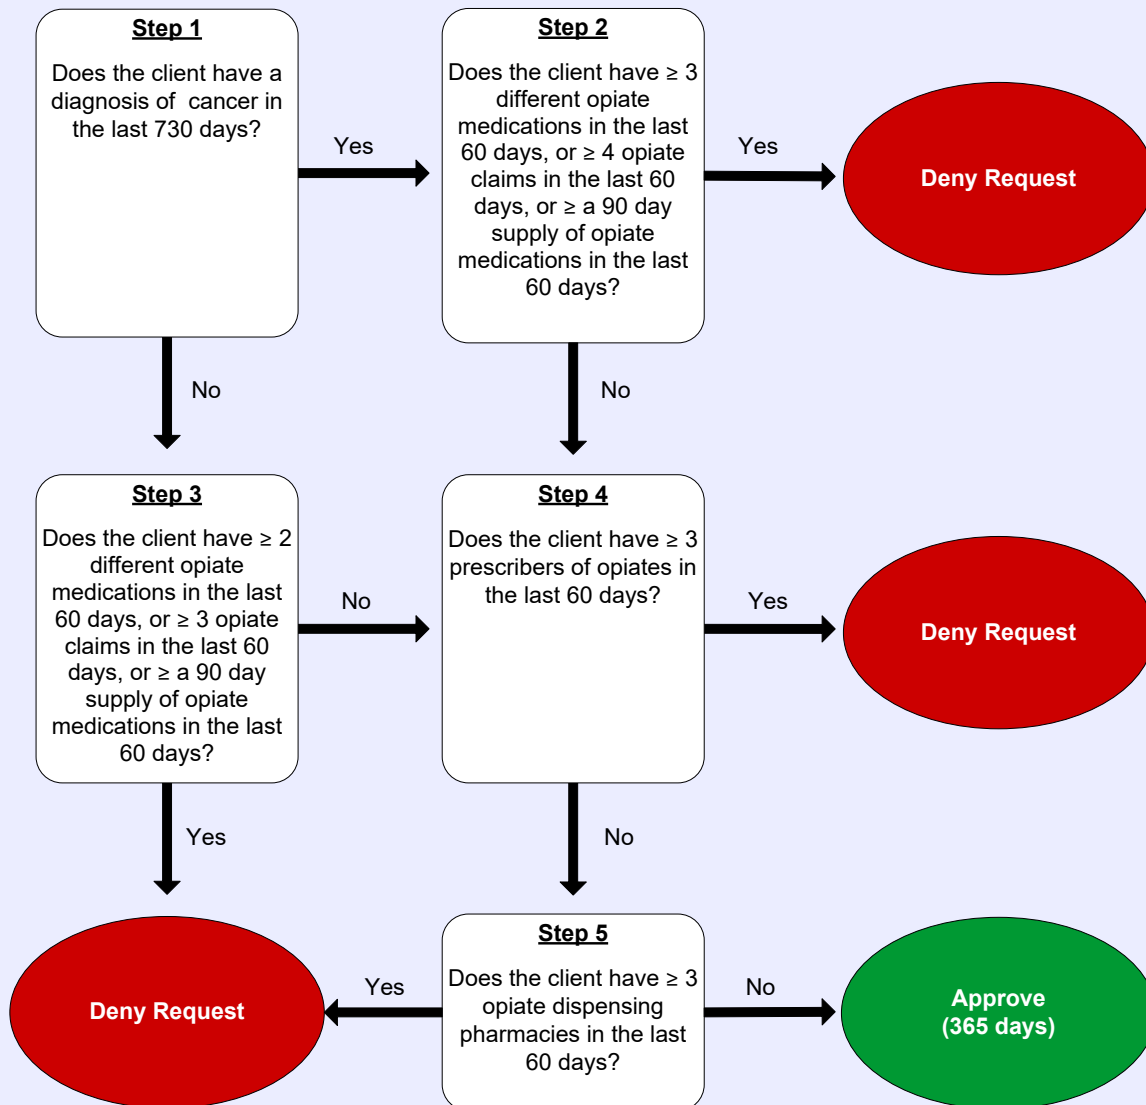 Step 1
Does the client have a
diagnosis of  cancer in
the last 730 days?
Yes
No
Step 2
Does the client have ≥ 3
different opiate
medications in the last
60 days, or ≥ 4 opiate
claims in the last 60
days, or ≥ a 90 day
supply of opiate
medications in the last
60 days?
Yes
Deny Request
No
Step 3
Does the client have ≥ 2
different opiate
medications in the last
60 days, or ≥ 3 opiate
claims in the last 60
days, or ≥ a 90 day
supply of opiate
medications in the last
60 days?
No
Yes
Step 4
Does the client have ≥ 3
prescribers of opiates in
the last 60 days?
Yes
Deny Request
No
Deny Request
Yes
Step 5
Does the client have ≥ 3
opiate dispensing
pharmacies in the last
60 days?
No
Approve
(365 days)